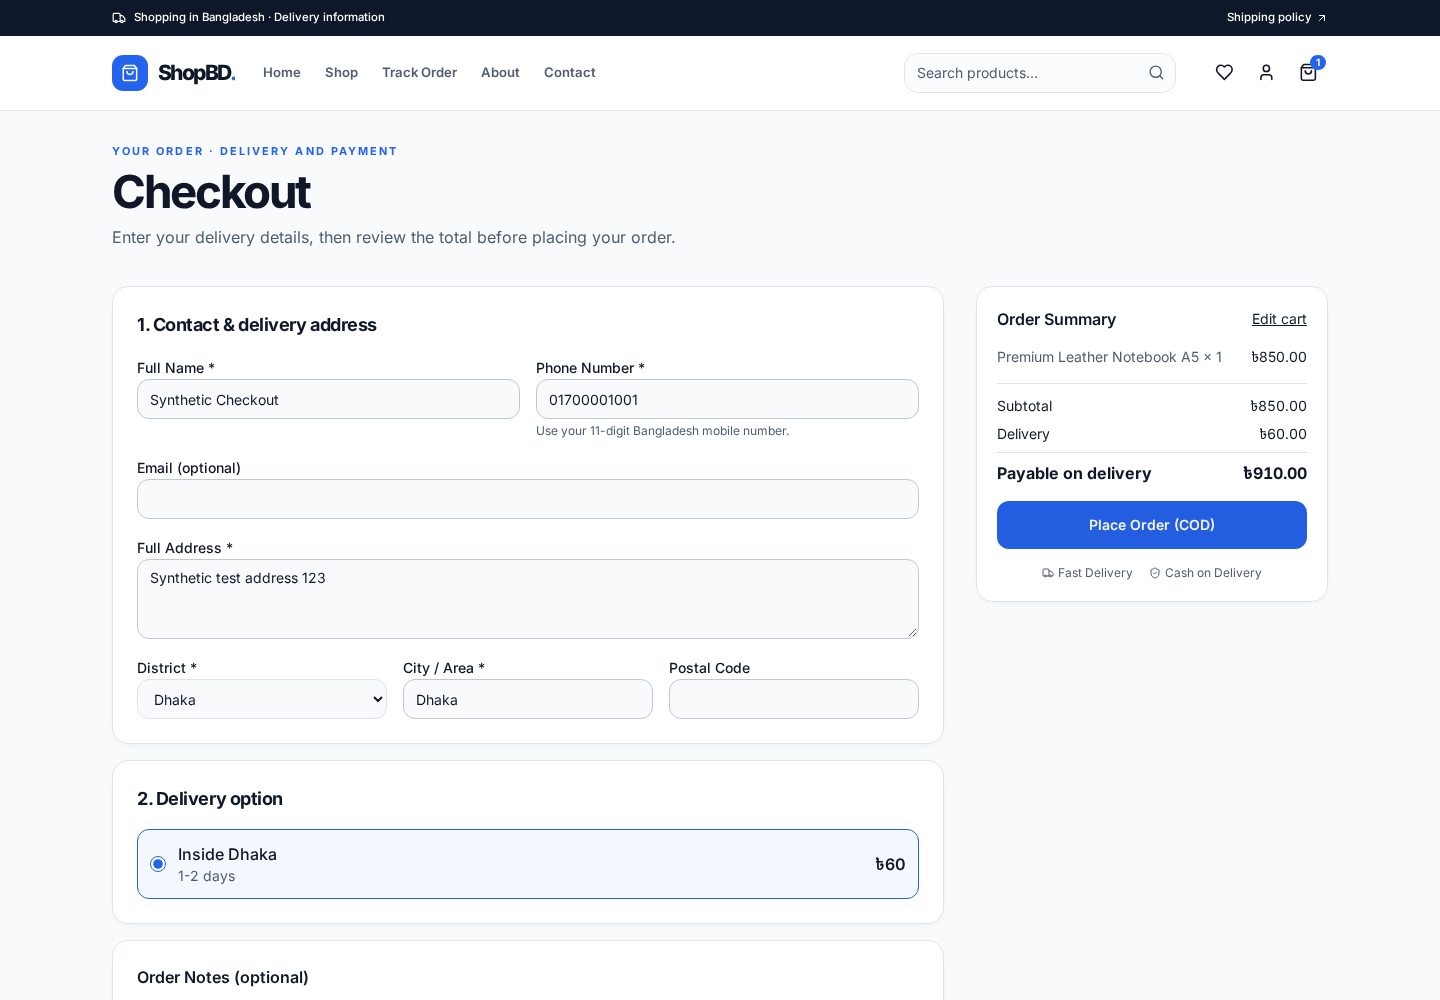 Shopping in Bangladesh · Delivery information
Shipping policy
ShopBD.
Home
Shop
Track Order
About
Contact
Search products...
1
YOUR ORDER · DELIVERY AND PAYMENT
Checkout
Enter your delivery details, then review the total before placing your order.
1. Contact & delivery address
Full Name *
Synthetic Checkout
Phone Number *
01700001001
Use your 11-digit Bangladesh mobile number.
Email (optional)
Full Address *
Synthetic test address 123
District *
Dhaka
City / Area *
Dhaka
Postal Code
2. Delivery option
Inside Dhaka
1-2 days
৳60
Order Notes (optional)
Order Summary
Edit cart
Premium Leather Notebook A5 × 1
৳850.00
Subtotal
৳850.00
Delivery
৳60.00
Payable on delivery
৳910.00
Place Order (COD)
Fast Delivery
Cash on Delivery